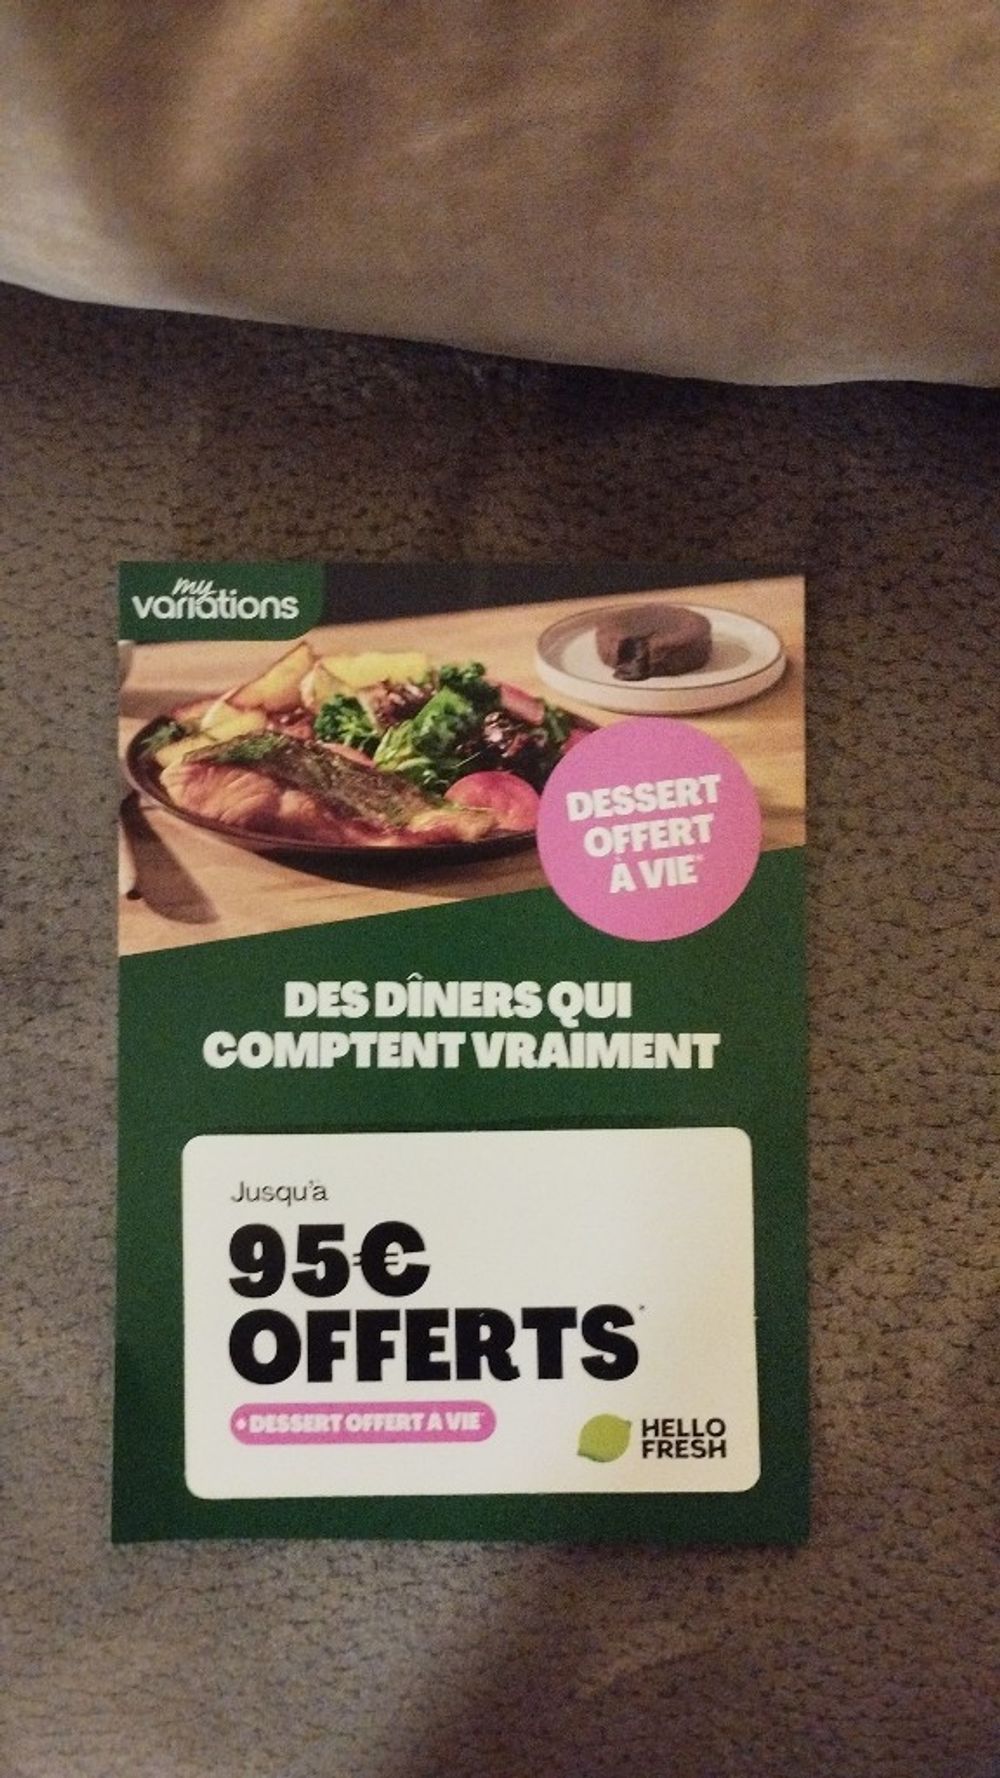 my
variations
DESSERT
OFFERT
À VIE*
DES DÎNERS QUI
COMPTENT VRAIMENT
Jusqu'à
95€
OFFERTS*
+ DESSERT OFFERT À VIE*
HELLO
FRESH